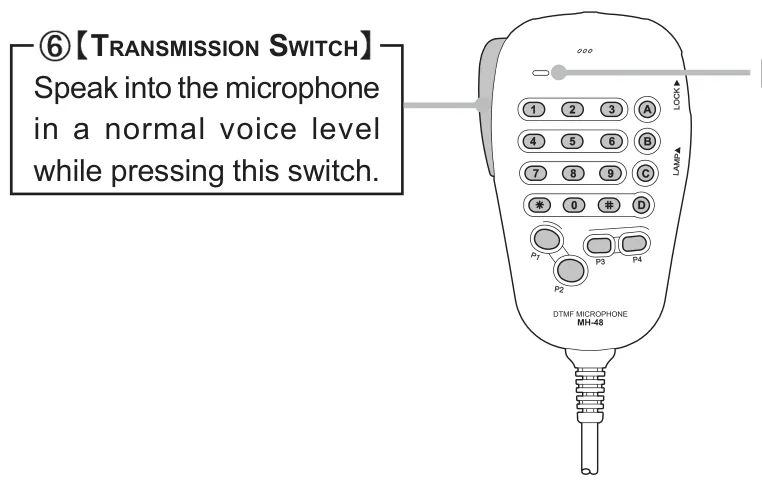 ⑥【TRANSMISSION SWITCH】
Speak into the microphone
in a normal voice level
while pressing this switch.
LOCK▲
1 2 3 A
4 5 6 B
LAMP▲
7 8 9 C
* 0 # D
P1
P2
P3
P4
DTMF MICROPHONE
MH-48